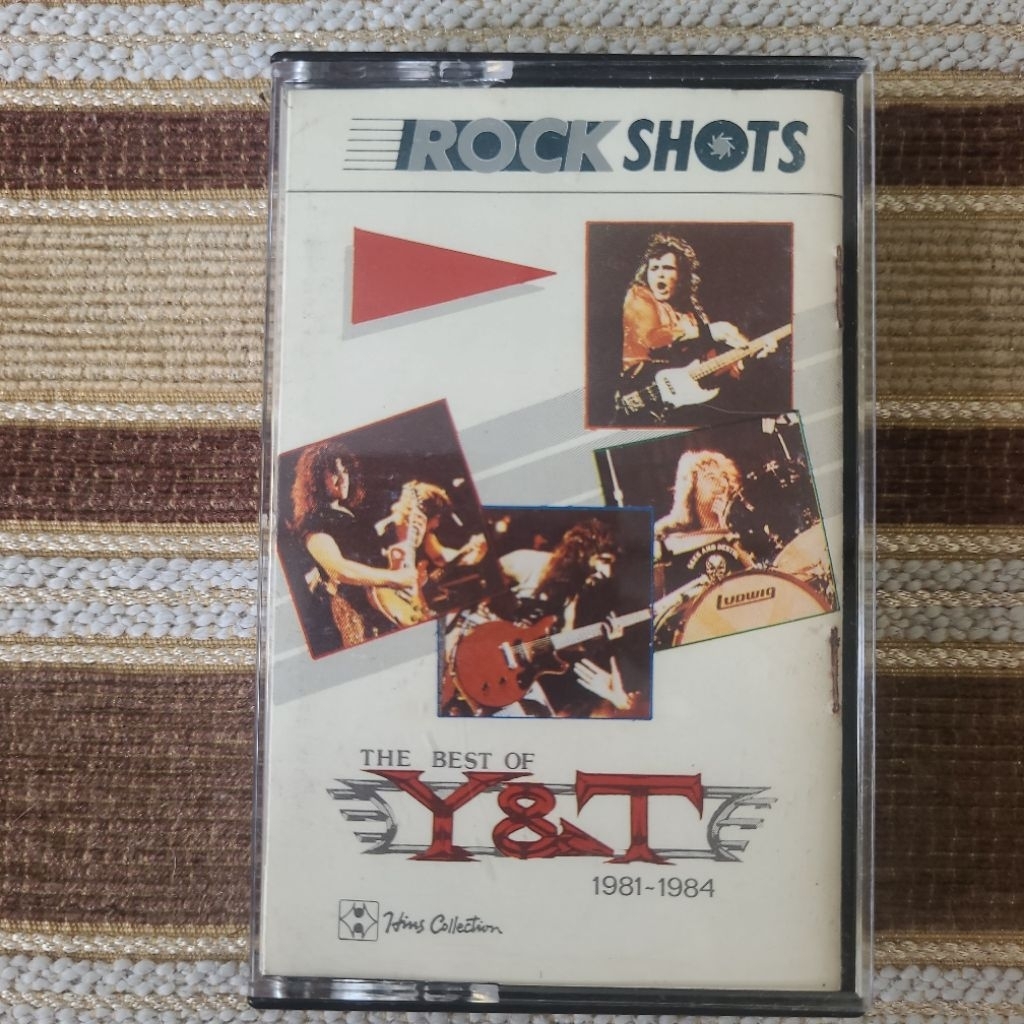 ROCK SHOTS
Ludwig
THE BEST OF
Y&T
1981-1984
Hins Collection